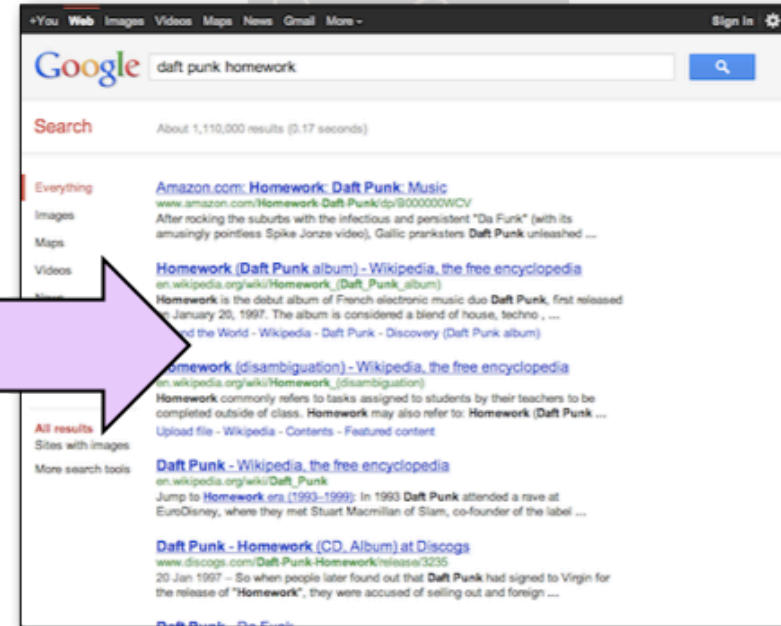 +You Web Images Videos Maps News Gmail More
Sign in
Google daft punk homework
Search About 1,110,000 results (0.17 seconds)
Everything
Images
Maps
Videos
All results
Sites with images
More search tools
Amazon.com: Homework: Daft Punk: Music
www.amazon.com/Homework-Daft-Punk/dp/B000000WCV
After rocking the suburbs with the infectious and persistent "Da Funk" (with its
amusingly pointless Spike Jonze video), Gallic pranksters Daft Punk unleashed ...
Homework (Daft Punk album) - Wikipedia, the free encyclopedia
en.wikipedia.org/wiki/Homework_(Daft_Punk_album)
Homework is the debut album of French electronic music duo Daft Punk, first released
on January 20, 1997. The album is considered a blend of house, techno , ...
the World - Wikipedia - Daft Punk - Discovery (Daft Punk album)
Homework (disambiguation) - Wikipedia, the free encyclopedia
en.wikipedia.org/wiki/Homework_(disambiguation)
Homework commonly refers to tasks assigned to students by their teachers to be
completed outside of class. Homework may also refer to: Homework (Daft Punk ...
Upload file - Wikipedia - Contents - Featured content
Daft Punk - Wikipedia, the free encyclopedia
en.wikipedia.org/wiki/Daft_Punk
Jump to Homework era (1993–1999): In 1993 Daft Punk attended a rave at
EuroDisney, where they met Stuart Macmillan of Slam, co-founder of the label ...
Daft Punk - Homework (CD, Album) at Discogs
www.discogs.com/Daft-Punk-Homework/release/3235
20 Jan 1997 – So when people later found out that Daft Punk had signed to Virgin for
the release of "Homework", they were accused of selling out and foreign ....
Daft Punk - Da Funk